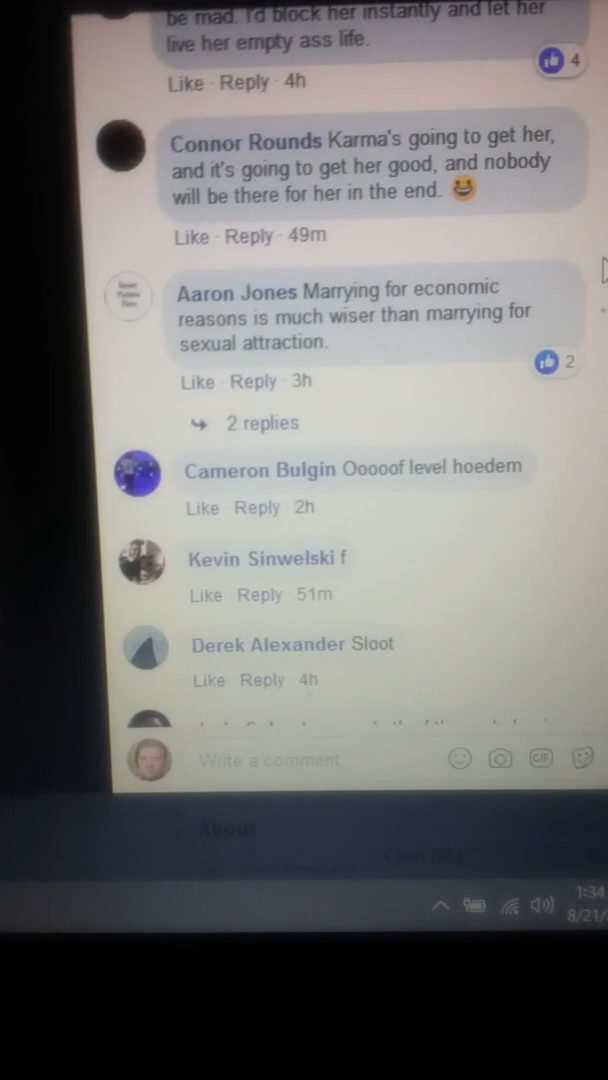 be mad. I'd block her instantly and let her
live her empty ass life.
4
Like · Reply · 4h
Connor Rounds Karma's going to get her,
and it's going to get her good, and nobody
will be there for her in the end. 😃
Like · Reply · 49m
Aaron Jones Marrying for economic
reasons is much wiser than marrying for
sexual attraction.
2
Like · Reply · 3h
2 replies
Cameron Bulgin Ooooof level hoedem
Like · Reply · 2h
Kevin Sinwelski f
Like · Reply · 51m
Derek Alexander Sloot
Like · Reply · 4h
Write a comment
GIF
About
1:34
8/21/